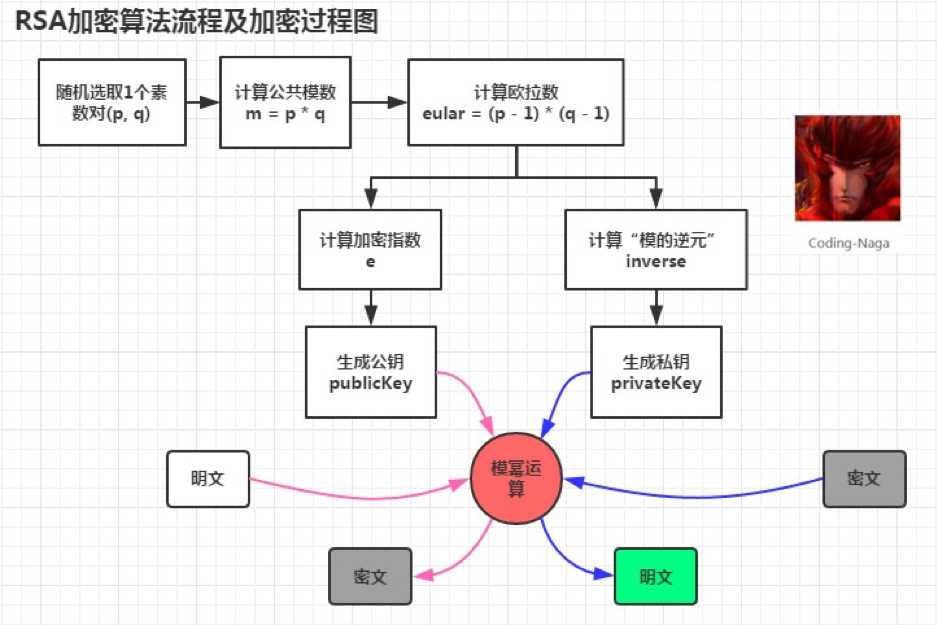 RSA加密算法流程及加密过程图
随机选取1个素
数对(p, q)
计算公共模数
m = p * q
计算欧拉数
eular = (p - 1) * (q - 1)
计算加密指数
e
计算“模的逆元”
inverse
Coding-Naga
生成公钥
publicKey
生成私钥
privateKey
明文
模幂运
算
密文
密文
明文